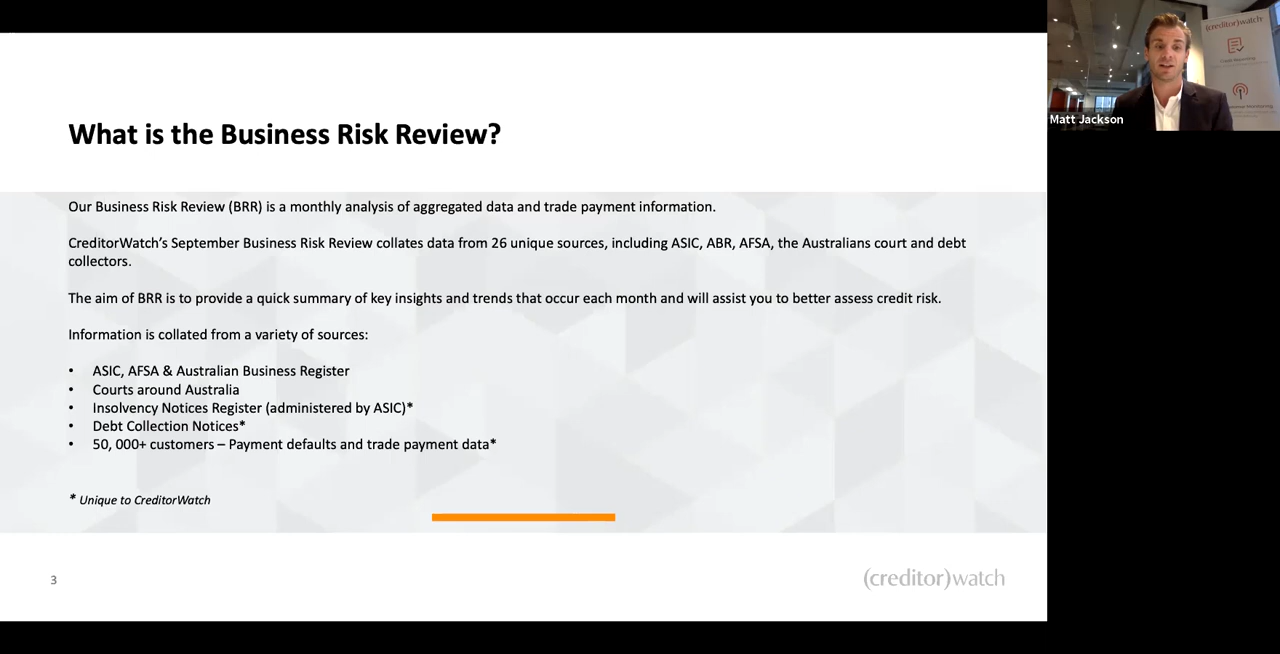 What is the Business Risk Review?
Our Business Risk Review (BRR) is a monthly analysis of aggregated data and trade payment information.
CreditorWatch’s September Business Risk Review collates data from 26 unique sources, including ASIC, ABR, AFSA, the Australians court and debt
collectors.
The aim of BRR is to provide a quick summary of key insights and trends that occur each month and will assist you to better assess credit risk.
Information is collated from a variety of sources:
• ASIC, AFSA & Australian Business Register
• Courts around Australia
• Insolvency Notices Register (administered by ASIC)*
• Debt Collection Notices*
• 50, 000+ customers – Payment defaults and trade payment data*
* Unique to CreditorWatch
3
(creditor)watch
(creditor)watch
Matt Jackson